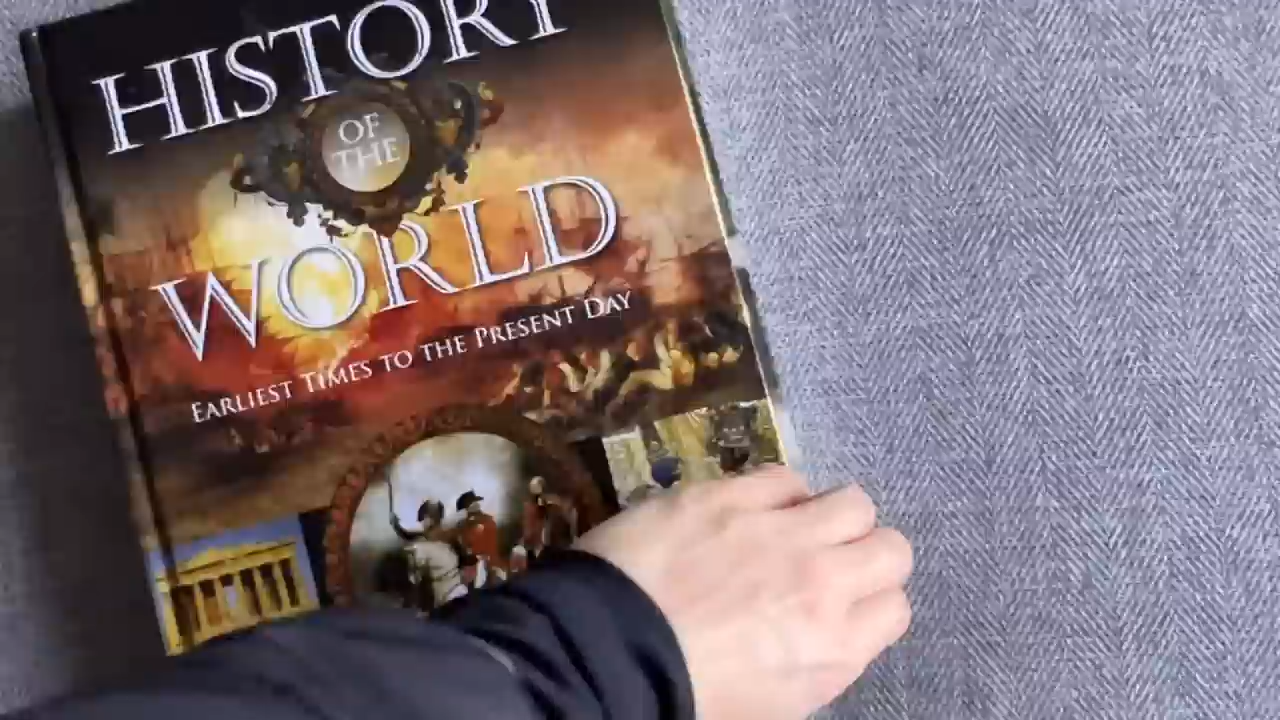 HISTORY
OF
THE
WORLD
EARLIEST TIMES TO THE PRESENT DAY